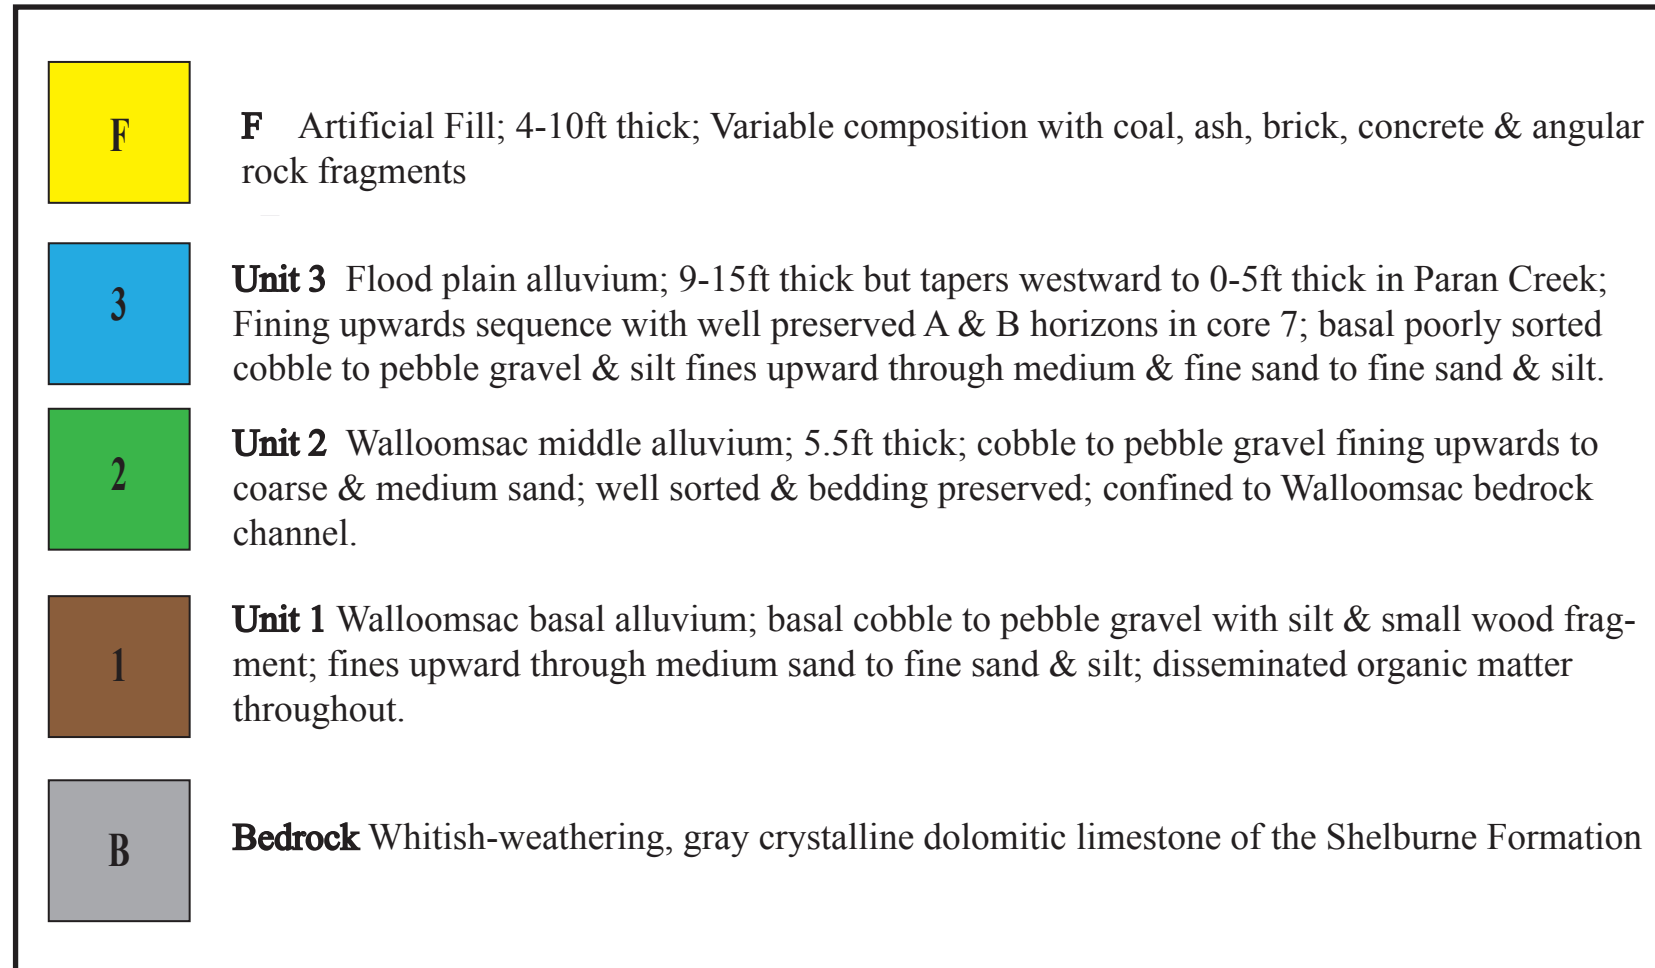 F
F Artificial Fill; 4-10ft thick; Variable composition with coal, ash, brick, concrete & angular
rock fragments
3
Unit 3 Flood plain alluvium; 9-15ft thick but tapers westward to 0-5ft thick in Paran Creek;
Fining upwards sequence with well preserved A & B horizons in core 7; basal poorly sorted
cobble to pebble gravel & silt fines upward through medium & fine sand to fine sand & silt.
2
Unit 2 Walloomsac middle alluvium; 5.5ft thick; cobble to pebble gravel fining upwards to
coarse & medium sand; well sorted & bedding preserved; confined to Walloomsac bedrock
channel.
1
Unit 1 Walloomsac basal alluvium; basal cobble to pebble gravel with silt & small wood frag-
ment; fines upward through medium sand to fine sand & silt; disseminated organic matter
throughout.
B
Bedrock Whitish-weathering, gray crystalline dolomitic limestone of the Shelburne Formation